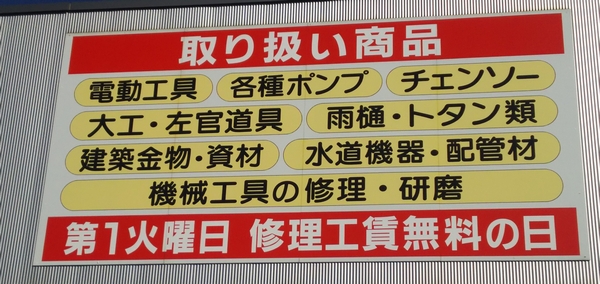 取り扱い商品
電動工具 各種ポンプ チェンソー
大工・左官道具 雨樋・トタン類
建築金物・資材 水道機器・配管材
機械工具の修理・研磨
第1火曜日 修理工賃無料の日